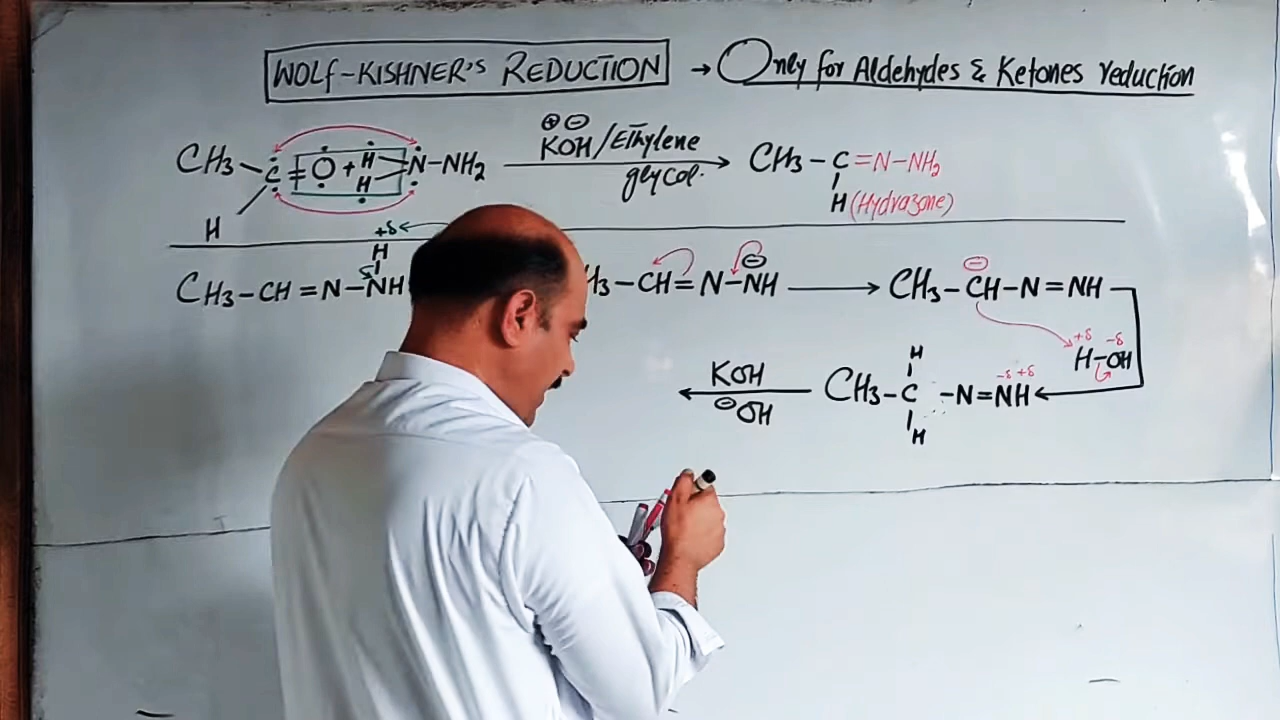 WOLF-KISHNER'S REDUCTION → Only for Aldehydes & Ketones reduction
⊕ ⊖
CH3-C=O + H H N-NH2 KOH/Ethylene glycol. → CH3-C=N-NH2
H H (Hydrazone)
+δ ←
H
CH3-CH=N-NH δ- H3-CH=N-NH ⊖ → CH3-CH-N=NH ⊖
+δ -δ
H-OH
H
KOH CH3-C-N=NH -δ +δ ←
← ⊖OH
H